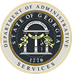 DEPARTMENT OF ADMINISTRATIVE
STATE OF GEORGIA
1776
SERVICES